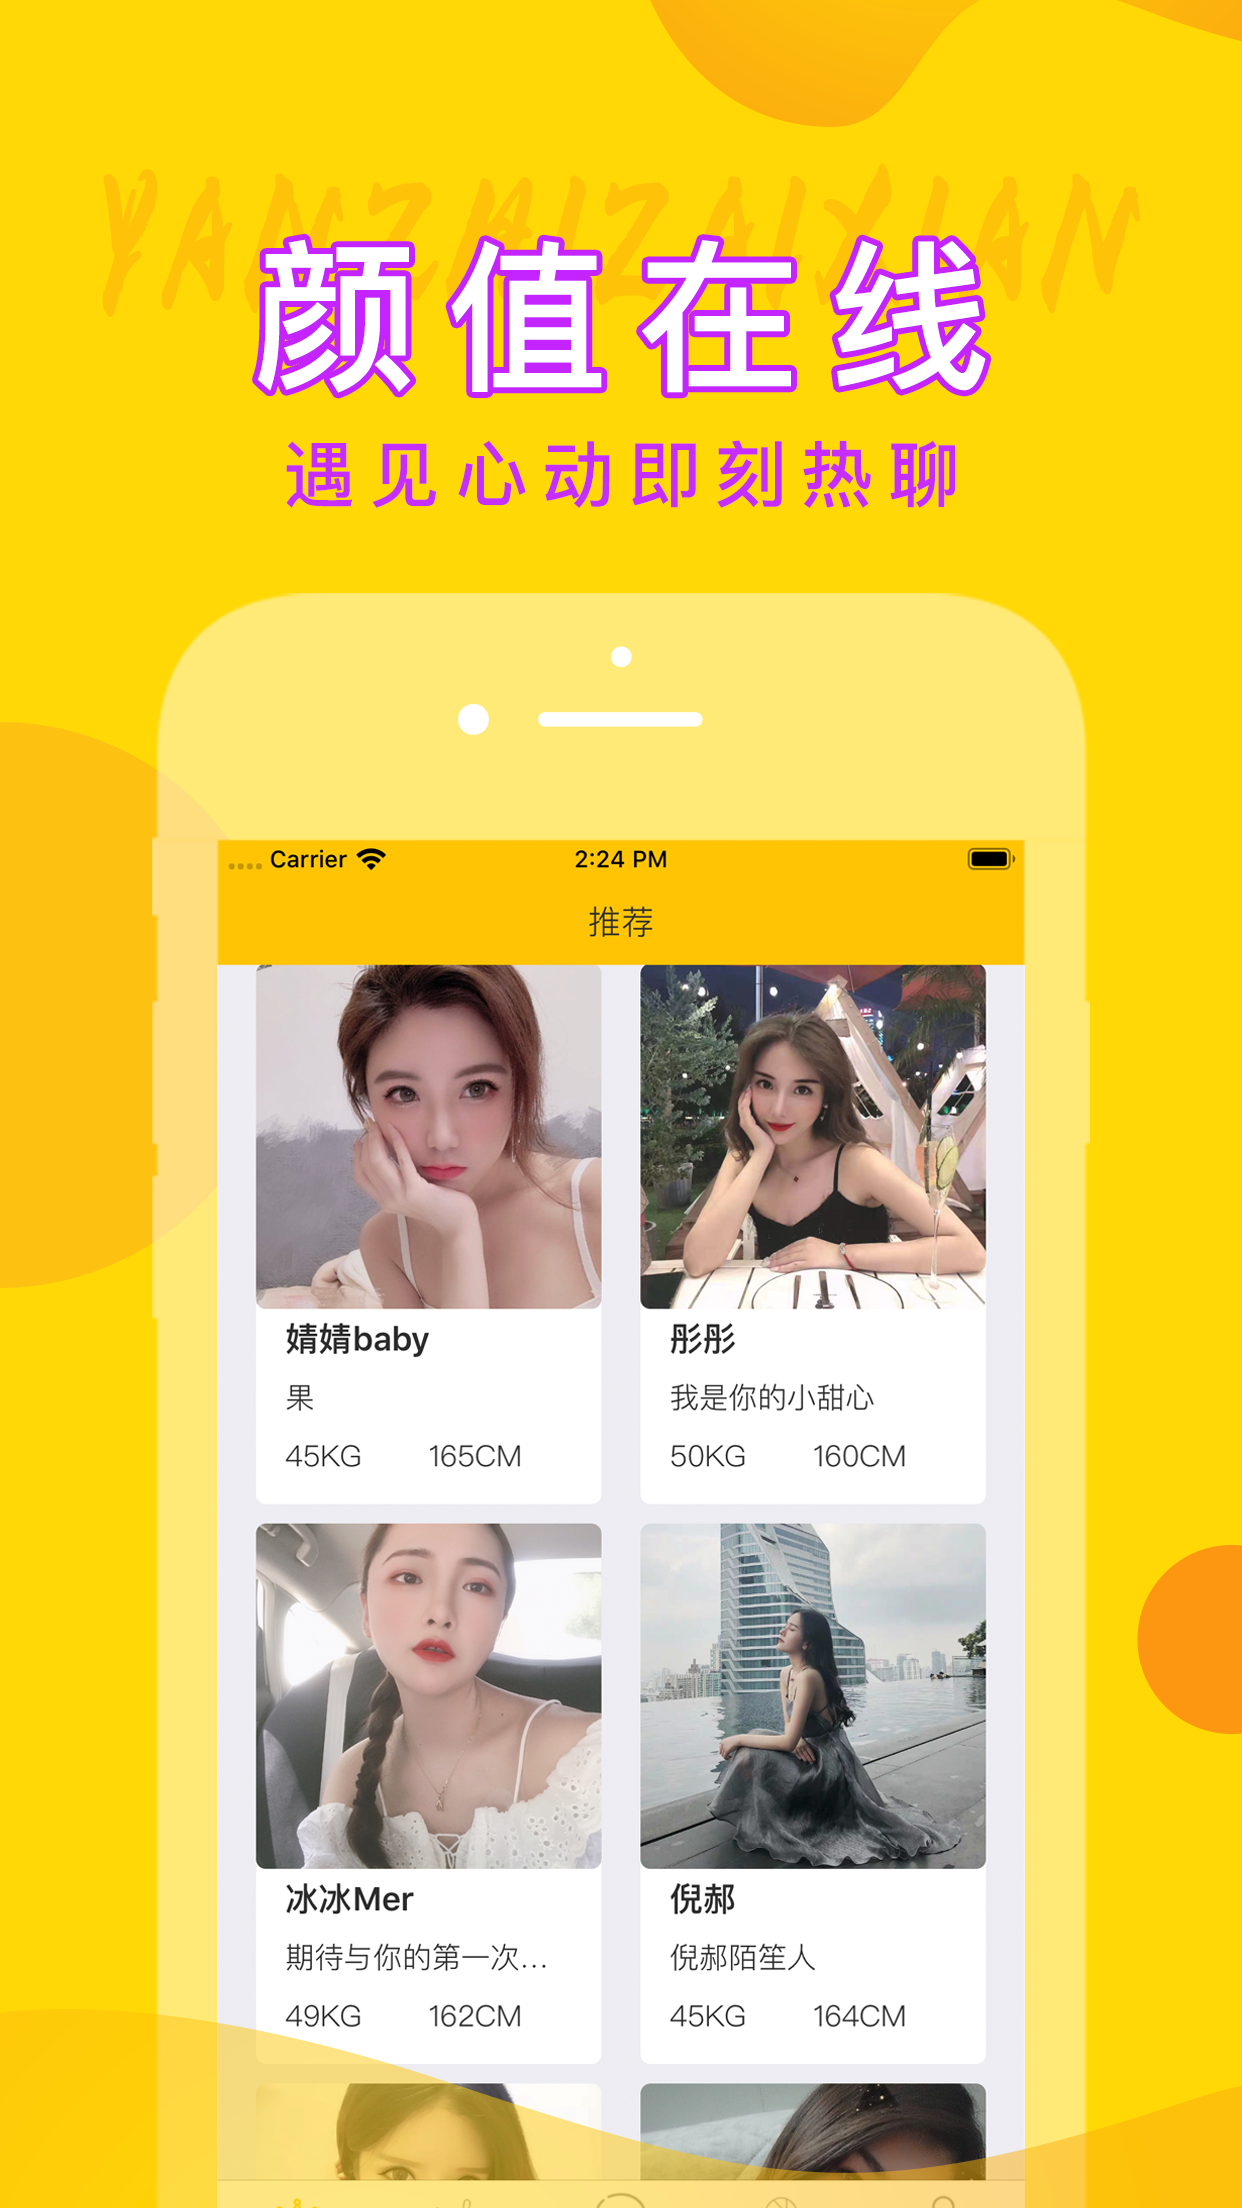 YANZHIZAIXIAN
颜值在线
遇见心动即刻热聊
Carrier 2:24 PM
推荐
婧婧baby
果
45KG 165CM
彤彤
我是你的小甜心
50KG 160CM
冰冰Mer
期待与你的第一次...
49KG 162CM
倪郝
倪郝陌笙人
45KG 164CM